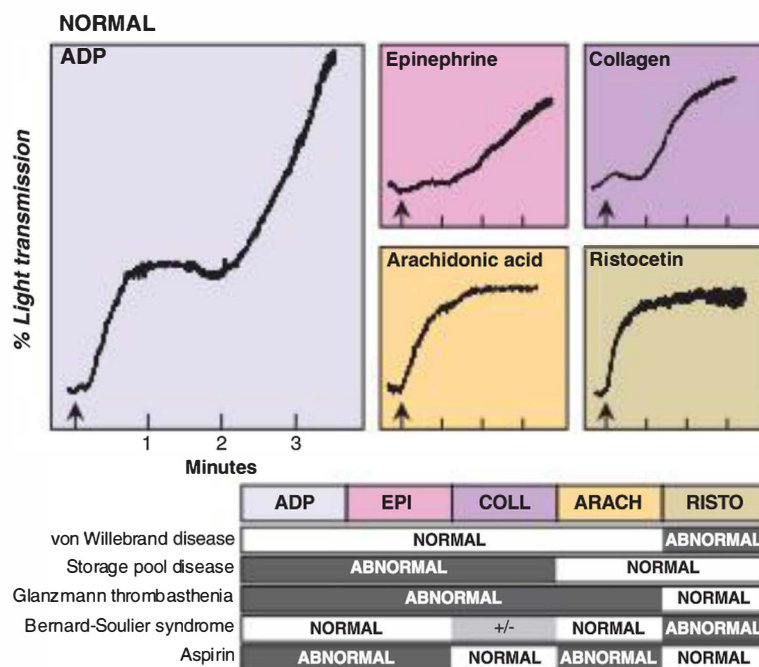 NORMAL
ADP
Epinephrine
Collagen
% Light transmission
Arachidonic acid
Ristocetin
1 2 3
Minutes
ADP EPI COLL ARACH RISTO
von Willebrand disease NORMAL ABNORMAL
Storage pool disease ABNORMAL NORMAL
Glanzmann thrombasthenia ABNORMAL NORMAL
Bernard-Soulier syndrome NORMAL +/- NORMAL ABNORMAL
Aspirin ABNORMAL NORMAL ABNORMAL NORMAL